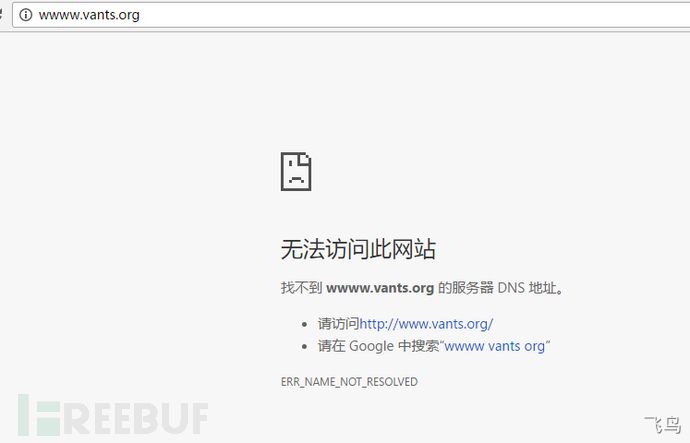 wwww.vants.org
无法访问此网站
找不到 wwww.vants.org 的服务器 DNS 地址。
请访问http://www.vants.org/
请在 Google 中搜索“wwww vants org”
ERR_NAME_NOT_RESOLVED
FREEBUF
飞鸟